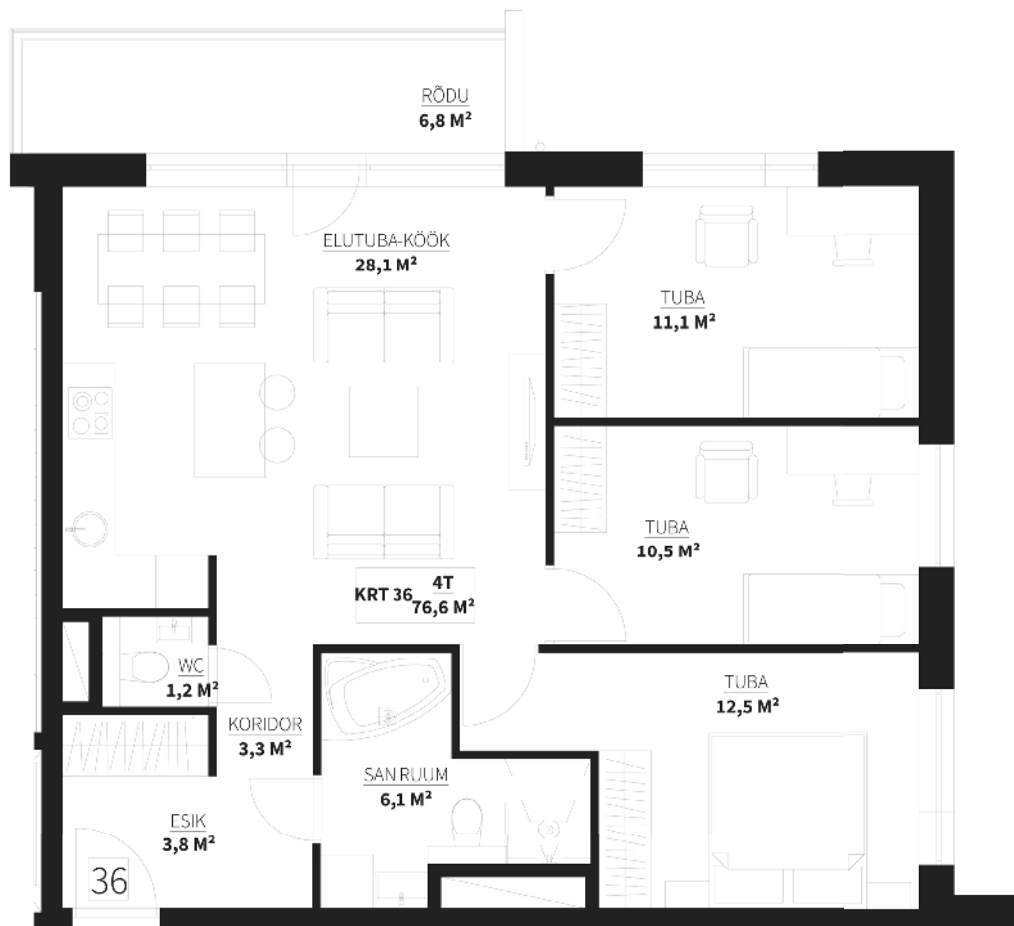 RÕDU
6,8 M²
ELUTUBA-KÖÖK
28,1 M²
TUBA
11,1 M²
TUBA
10,5 M²
KRT 36
4T
76,6 M²
WC
1,2 M²
TUBA
12,5 M²
KORIDOR
3,3 M²
SAN RUUM
6,1 M²
ESIK
3,8 M²
36